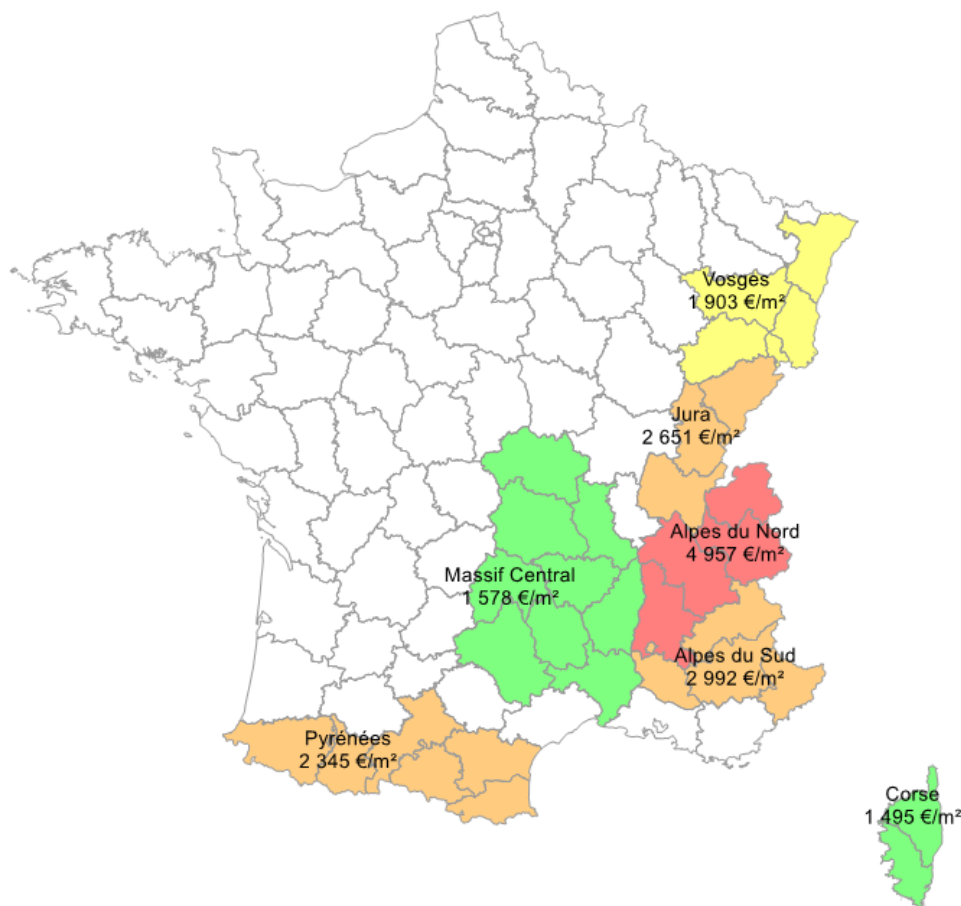 Vosges
1 903 €/m²
Jura
2 651 €/m²
Alpes du Nord
4 957 €/m²
Massif Central
1 578 €/m²
Alpes du Sud
2 992 €/m²
Pyrénées
2 345 €/m²
Corse
1 495 €/m²